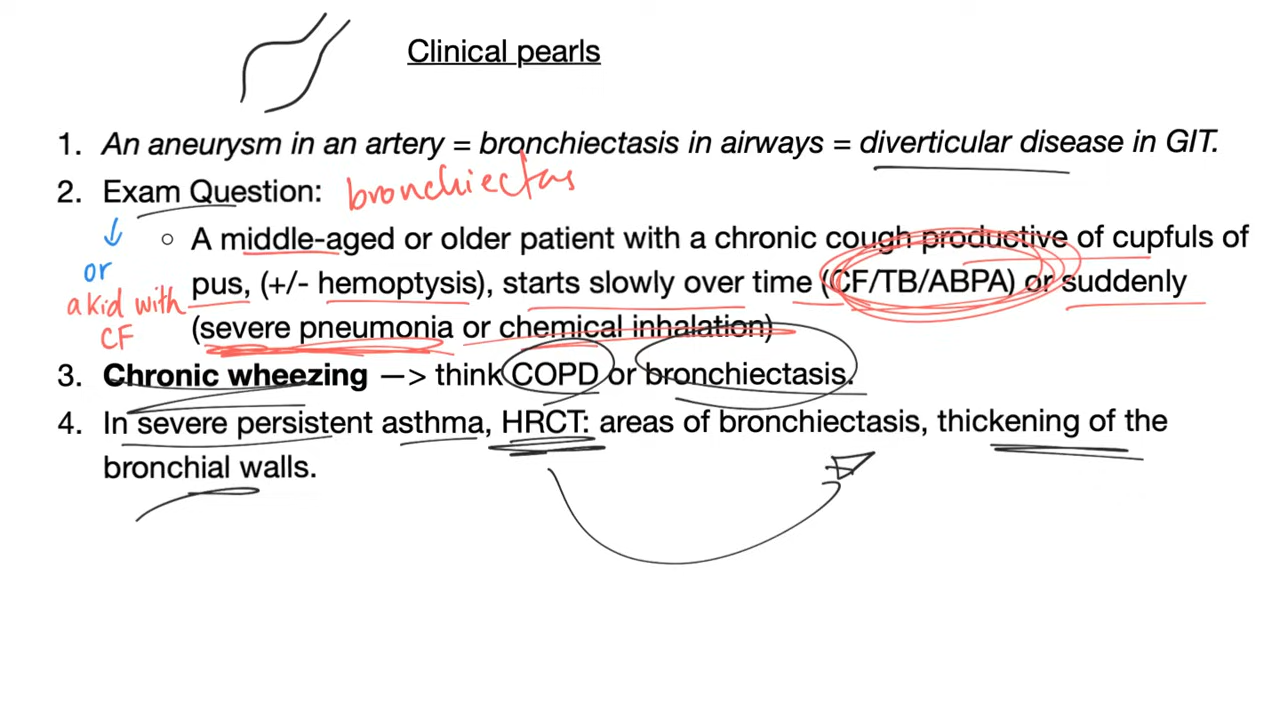 Clinical pearls
1. An aneurysm in an artery = bronchiectasis in airways = diverticular disease in GIT.
2. Exam Question: bronchiectas
○ A middle-aged or older patient with a chronic cough productive of cupfuls of
or
pus, (+/- hemoptysis), starts slowly over time (CF/TB/ABPA) or suddenly
a kid with
(severe pneumonia or chemical inhalation)
CF
3. Chronic wheezing —> think COPD or bronchiectasis.
4. In severe persistent asthma, HRCT: areas of bronchiectasis, thickening of the
bronchial walls.